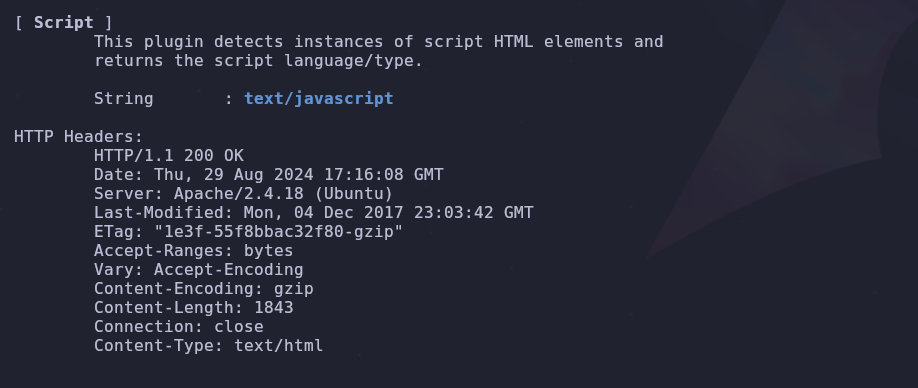 [ Script ]
This plugin detects instances of script HTML elements and
returns the script language/type.
String       : text/javascript
HTTP Headers:
HTTP/1.1 200 OK
Date: Thu, 29 Aug 2024 17:16:08 GMT
Server: Apache/2.4.18 (Ubuntu)
Last-Modified: Mon, 04 Dec 2017 23:03:42 GMT
ETag: "1e3f-55f8bbac32f80-gzip"
Accept-Ranges: bytes
Vary: Accept-Encoding
Content-Encoding: gzip
Content-Length: 1843
Connection: close
Content-Type: text/html